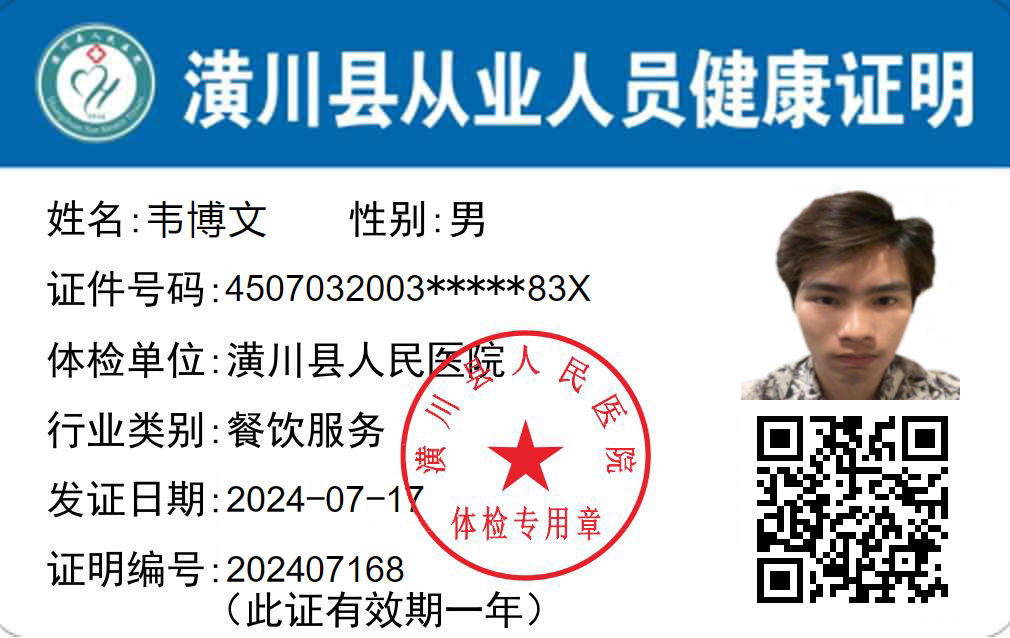 潢川县从业人员健康证明
姓名:韦博文 性别:男
证件号码:4507032003*****83X
体检单位:潢川县人民医院
行业类别:餐饮服务
发证日期:2024-07-17
证明编号:202407168
（此证有效期一年）
潢川县人民医院
体检专用章